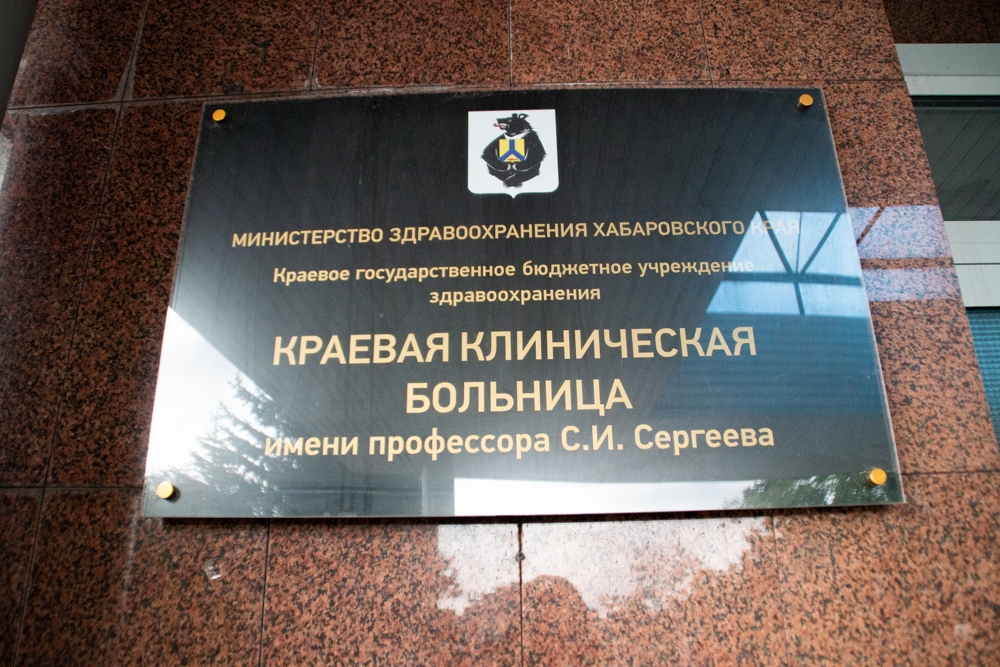 МИНИСТЕРСТВО ЗДРАВООХРАНЕНИЯ ХАБАРОВСКОГО КРАЯ
Краевое государственное бюджетное учреждение
здравоохранения
КРАЕВАЯ КЛИНИЧЕСКАЯ
БОЛЬНИЦА
имени профессора С.И. Сергеева